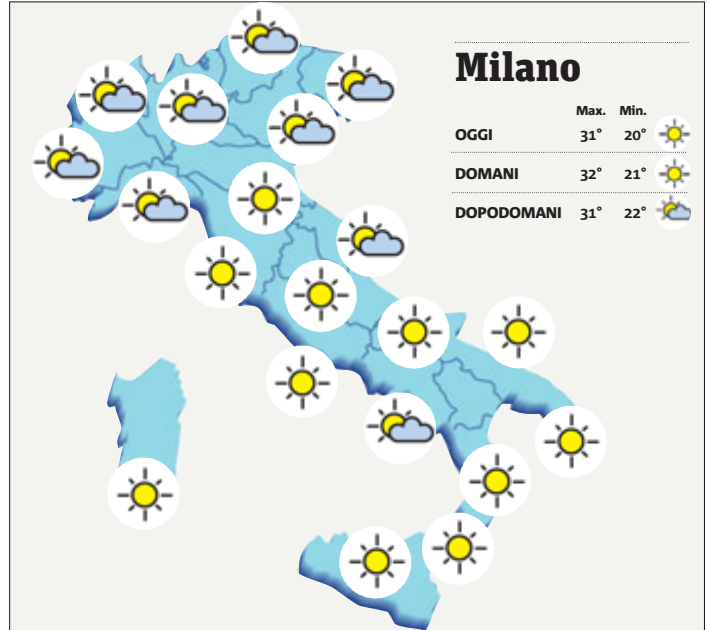 Milano
Max. Min.
OGGI 31° 20°
DOMANI 32° 21°
DOPODOMANI 31° 22°